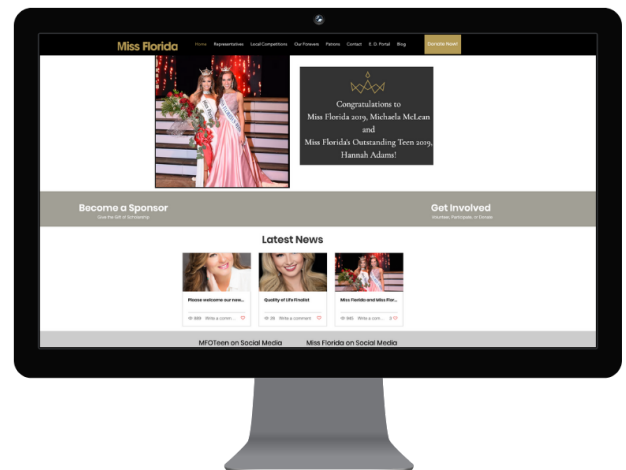 Miss Florida
Home Representatives Local Competitions Our Forevers Patrons Contact E. D. Portal Blog
Donate Now!
Congratulations to
Miss Florida 2019, Michaela McLean
and
Miss Florida's Outstanding Teen 2019,
Hannah Adams!
Become a Sponsor
Give the Gift of Scholarship
Get Involved
Volunteer, Participate, or Donate
Latest News
Please welcome our new...
Quality of Life Finalist
Miss Florida and Miss Flor...
Write a comm...
Write a comment
945 Write a com...
MFOTeen on Social Media
Miss Florida on Social Media